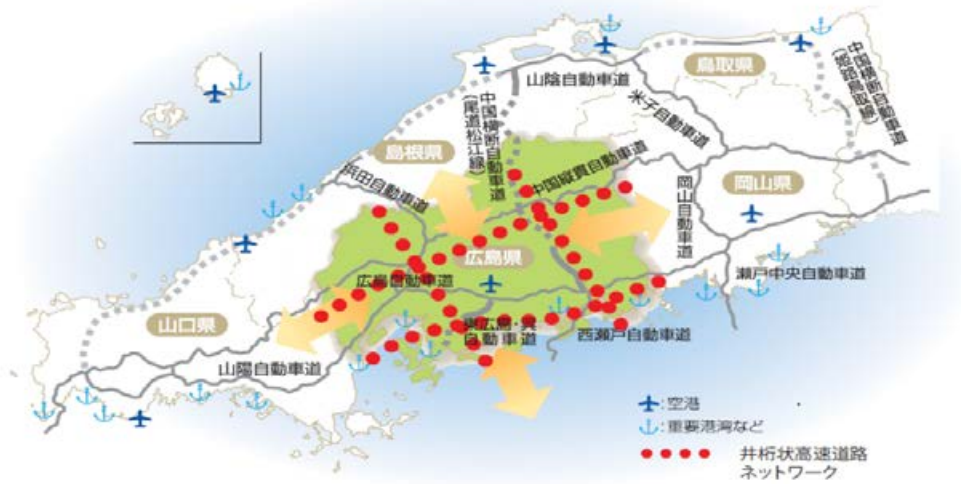 鳥取県
山陰自動車道
米子自動車道
中国横断自動車道
(姫路鳥取線)
中国横断自動車道
(尾道松江線)
島根県
浜田自動車道
中国縦貫自動車道
岡山自動車道
岡山県
広島県
広島自動車道
瀬戸中央自動車道
山口県
東広島・呉
自動車道
西瀬戸自動車道
山陽自動車道
:空港
:重要港湾など
井桁状高速道路
ネットワーク